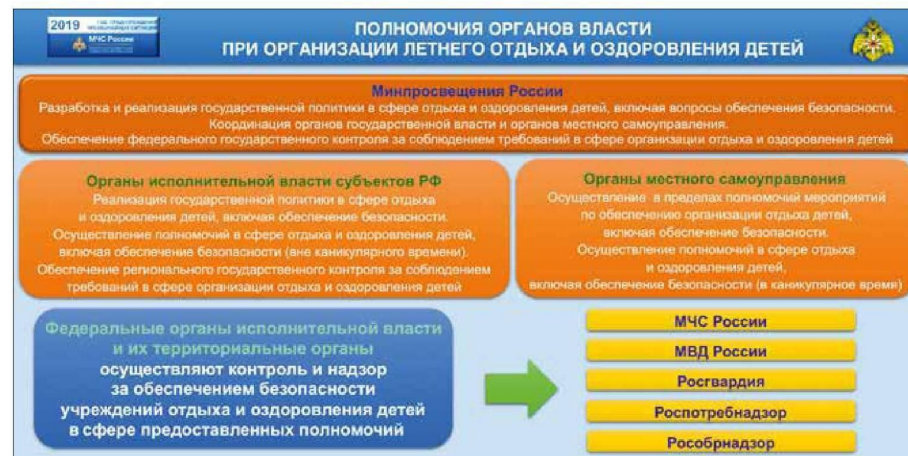 2019
МЧС России
ПОЛНОМОЧИЯ ОРГАНОВ ВЛАСТИ
ПРИ ОРГАНИЗАЦИИ ЛЕТНЕГО ОТДЫХА И ОЗДОРОВЛЕНИЯ ДЕТЕЙ
Минпросвещения России
Разработка и реализация государственной политики в сфере отдыха и оздоровления детей, включая вопросы обеспечения безопасности.
Координация органов государственной власти и органов местного самоуправления.
Обеспечение федерального государственного контроля за соблюдением требований в сфере организации отдыха и оздоровления детей
Органы исполнительной власти субъектов РФ
Реализация государственной политики в сфере отдыха
и оздоровления детей, включая обеспечение безопасности.
Осуществление полномочий в сфере отдыха и оздоровления детей,
включая обеспечение безопасности (вне каникулярного времени).
Обеспечение регионального государственного контроля за соблюдением
требований в сфере организации отдыха и оздоровления детей
Органы местного самоуправления
Осуществление в пределах полномочий мероприятий
по обеспечению организации отдыха детей,
включая обеспечение безопасности.
Осуществление полномочий в сфере отдыха
и оздоровления детей,
включая обеспечение безопасности (в каникулярное время)
Федеральные органы исполнительной власти
и их территориальные органы
осуществляют контроль и надзор
за обеспечением безопасности
учреждений отдыха и оздоровления детей
в сфере предоставленных полномочий
МЧС России
МВД России
Росгвардия
Роспотребнадзор
Рособрнадзор